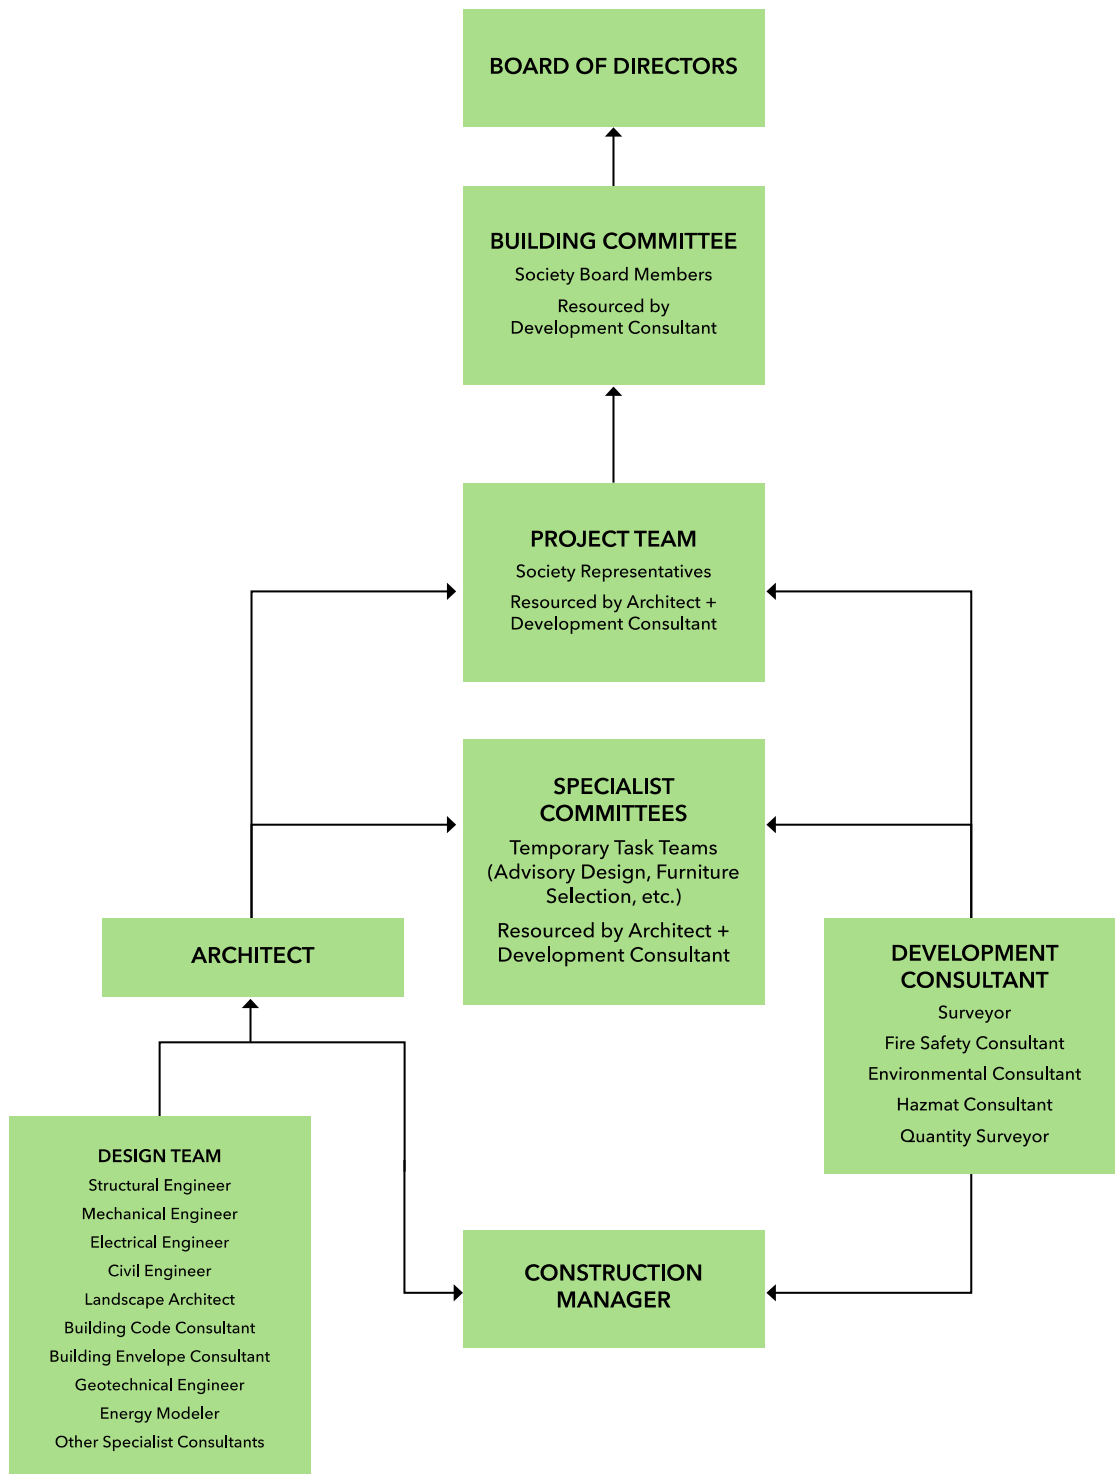 BOARD OF DIRECTORS
BUILDING COMMITTEE
Society Board Members
Resourced by
Development Consultant
PROJECT TEAM
Society Representatives
Resourced by Architect +
Development Consultant
SPECIALIST
COMMITTEES
Temporary Task Teams
(Advisory Design, Furniture
Selection, etc.)
Resourced by Architect +
Development Consultant
ARCHITECT
DEVELOPMENT
CONSULTANT
Surveyor
Fire Safety Consultant
Environmental Consultant
Hazmat Consultant
Quantity Surveyor
DESIGN TEAM
Structural Engineer
Mechanical Engineer
Electrical Engineer
Civil Engineer
Landscape Architect
Building Code Consultant
Building Envelope Consultant
Geotechnical Engineer
Energy Modeler
Other Specialist Consultants
CONSTRUCTION
MANAGER